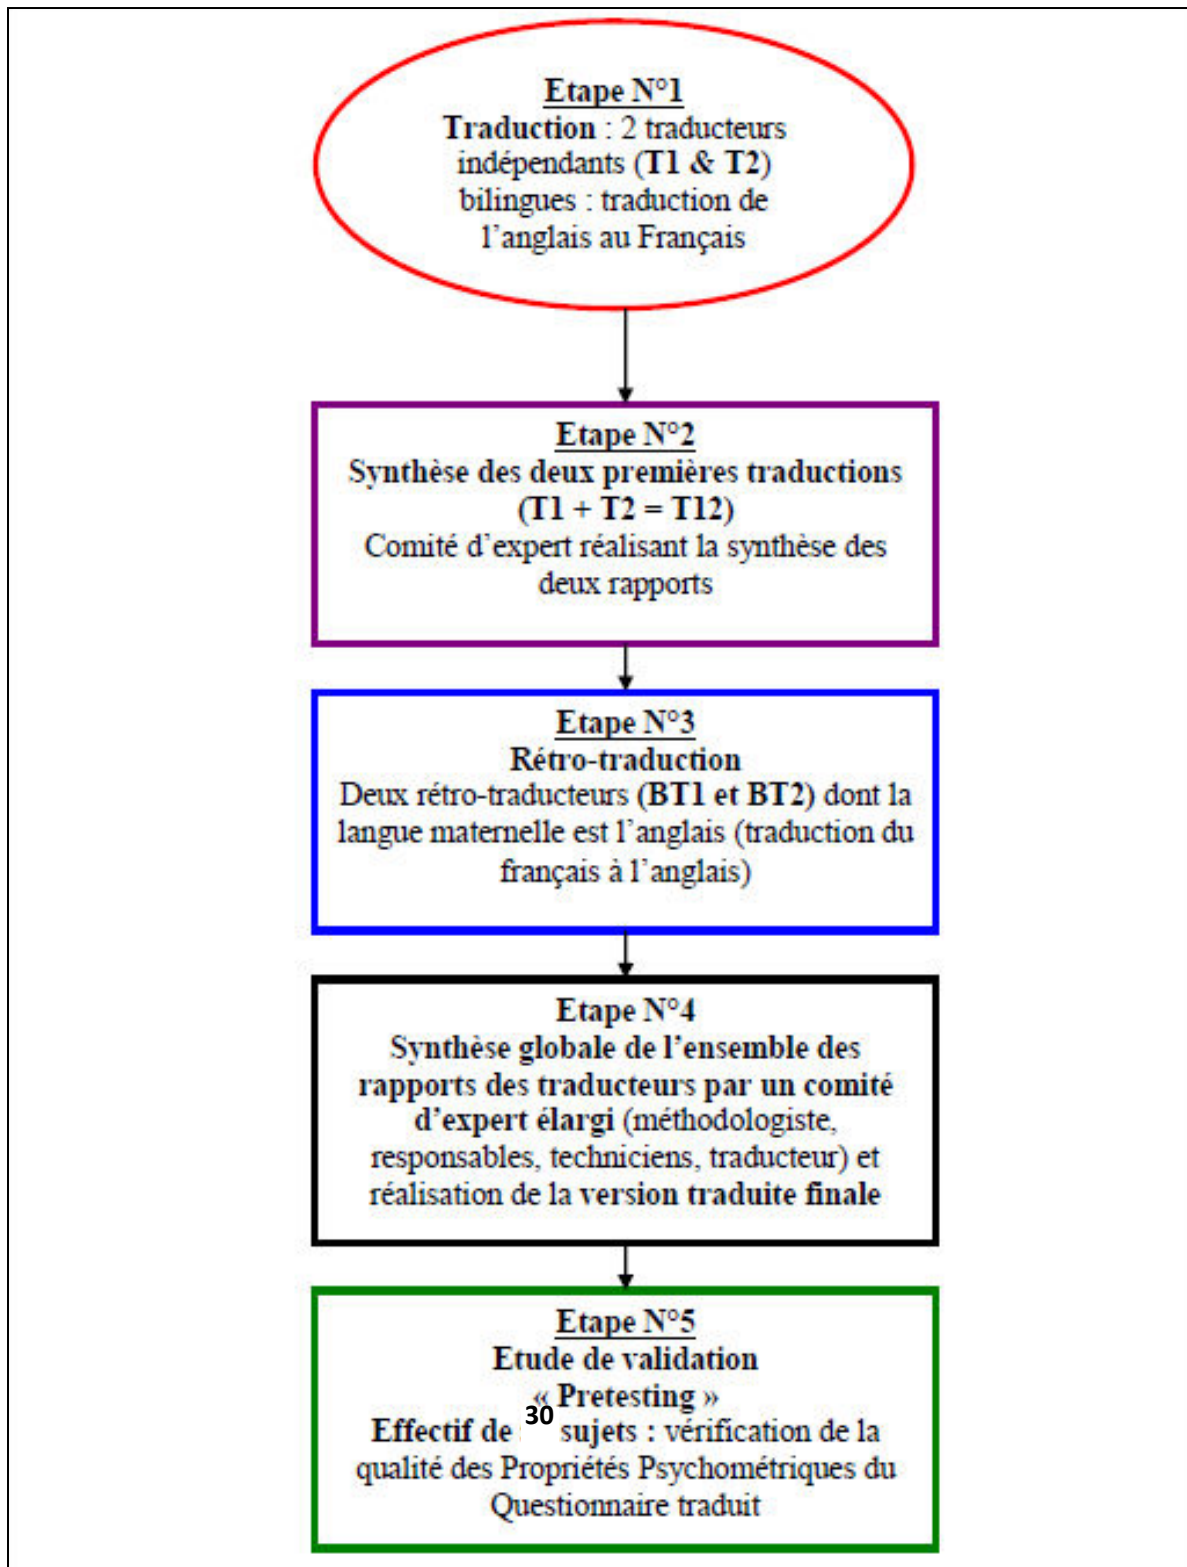 Etape N°1
Traduction : 2 traducteurs
indépendants (T1 & T2)
bilingues : traduction de
l’anglais au Français
Etape N°2
Synthèse des deux premières traductions
(T1 + T2 = T12)
Comité d’expert réalisant la synthèse des
deux rapports
Etape N°3
Rétro-traduction
Deux rétro-traducteurs (BT1 et BT2) dont la
langue maternelle est l’anglais (traduction du
français à l’anglais)
Etape N°4
Synthèse globale de l’ensemble des
rapports des traducteurs par un comité
d’expert élargi (méthodologiste,
responsables, techniciens, traducteur) et
réalisation de la version traduite finale
Etape N°5
Etude de validation
« Pretesting »
Effectif de 30 sujets : vérification de la
qualité des Propriétés Psychométriques du
Questionnaire traduit